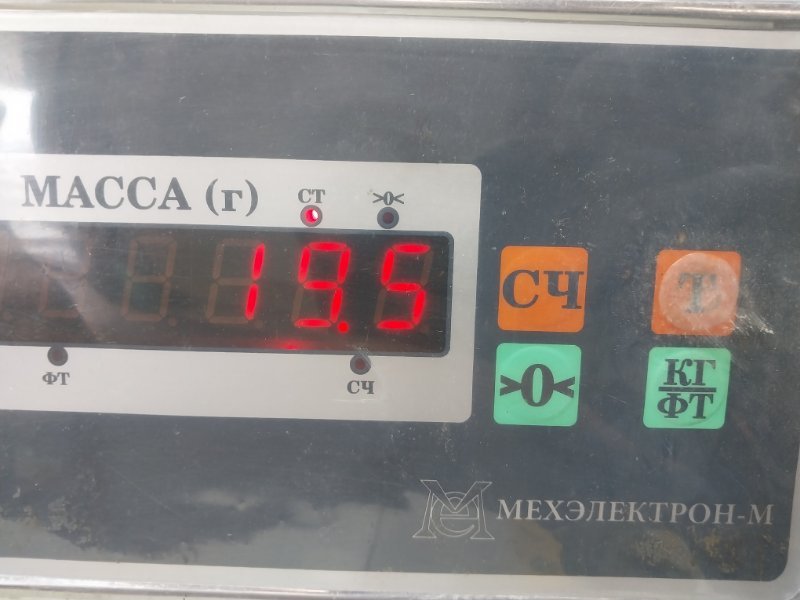 МАССА (г)
СТ
>0<
19.5
ФТ
СЧ
СЧ
Т
>0<
КГ
ФТ
МЕХЭЛЕКТРОН-М